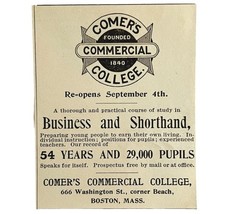 COMER'S
FOUNDED
COMMERCIAL
1840
COLLEGE.
Re-opens September 4th.
A thorough and practical course of study in
Business and Shorthand,
Preparing young people to earn their own living. In-
dividual instruction; positions for pupils; experienced
teachers. Our record of
54 YEARS AND 29,000 PUPILS
Speaks for itself. Prospectus free by mail or at office.
COMER'S COMMERCIAL COLLEGE,
666 Washington St., corner Beach,
BOSTON, MASS.